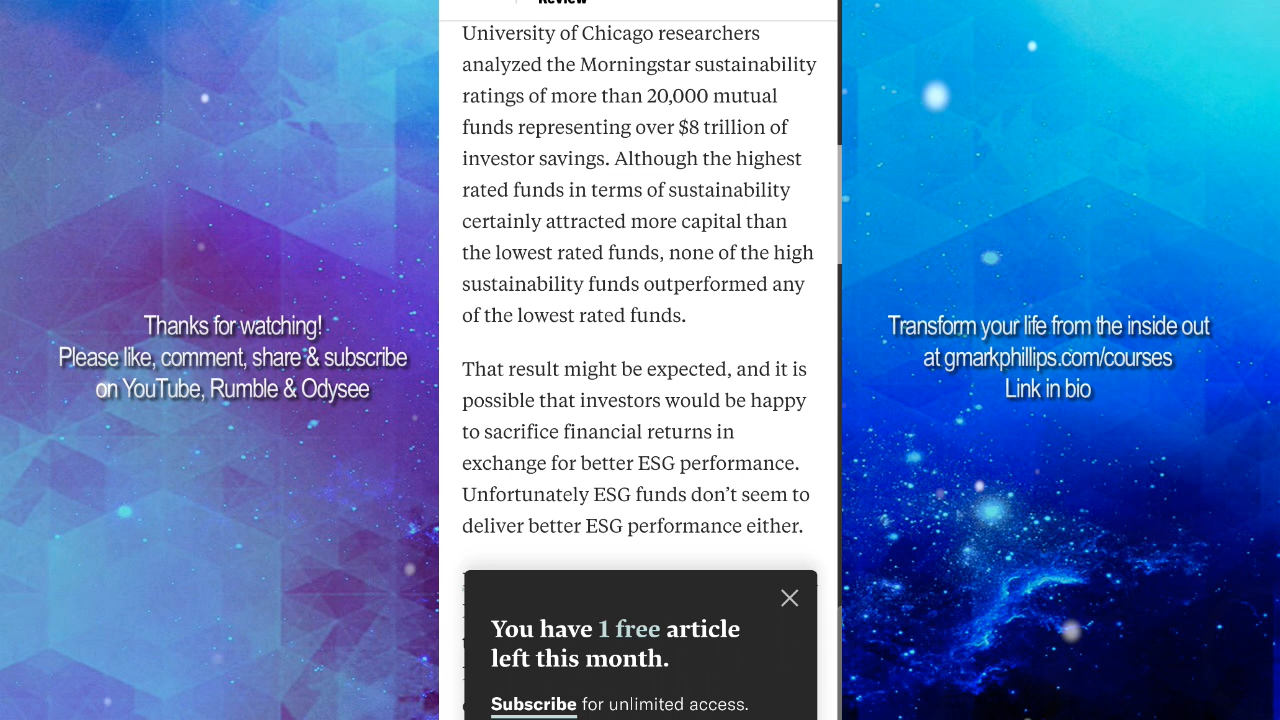 Review
University of Chicago researchers
analyzed the Morningstar sustainability
ratings of more than 20,000 mutual
funds representing over $8 trillion of
investor savings. Although the highest
rated funds in terms of sustainability
certainly attracted more capital than
the lowest rated funds, none of the high
sustainability funds outperformed any
of the lowest rated funds.
That result might be expected, and it is
possible that investors would be happy
to sacrifice financial returns in
exchange for better ESG performance.
Unfortunately ESG funds don’t seem to
deliver better ESG performance either.
You have 1 free article
left this month.
Subscribe for unlimited access.
Thanks for watching!
Please like, comment, share & subscribe
on YouTube, Rumble & Odysee
Transform your life from the inside out
at gmarkphillips.com/courses
Link in bio